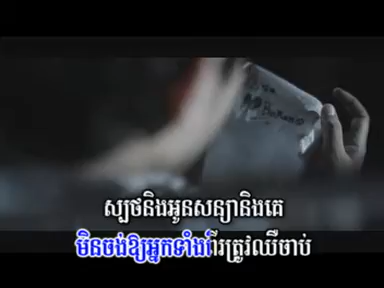 ស្បថនឹងអូនសន្យានឹងគេ
មិនចង់ឱ្យអ្នកទាំងពីរត្រូវឈឺចាប់